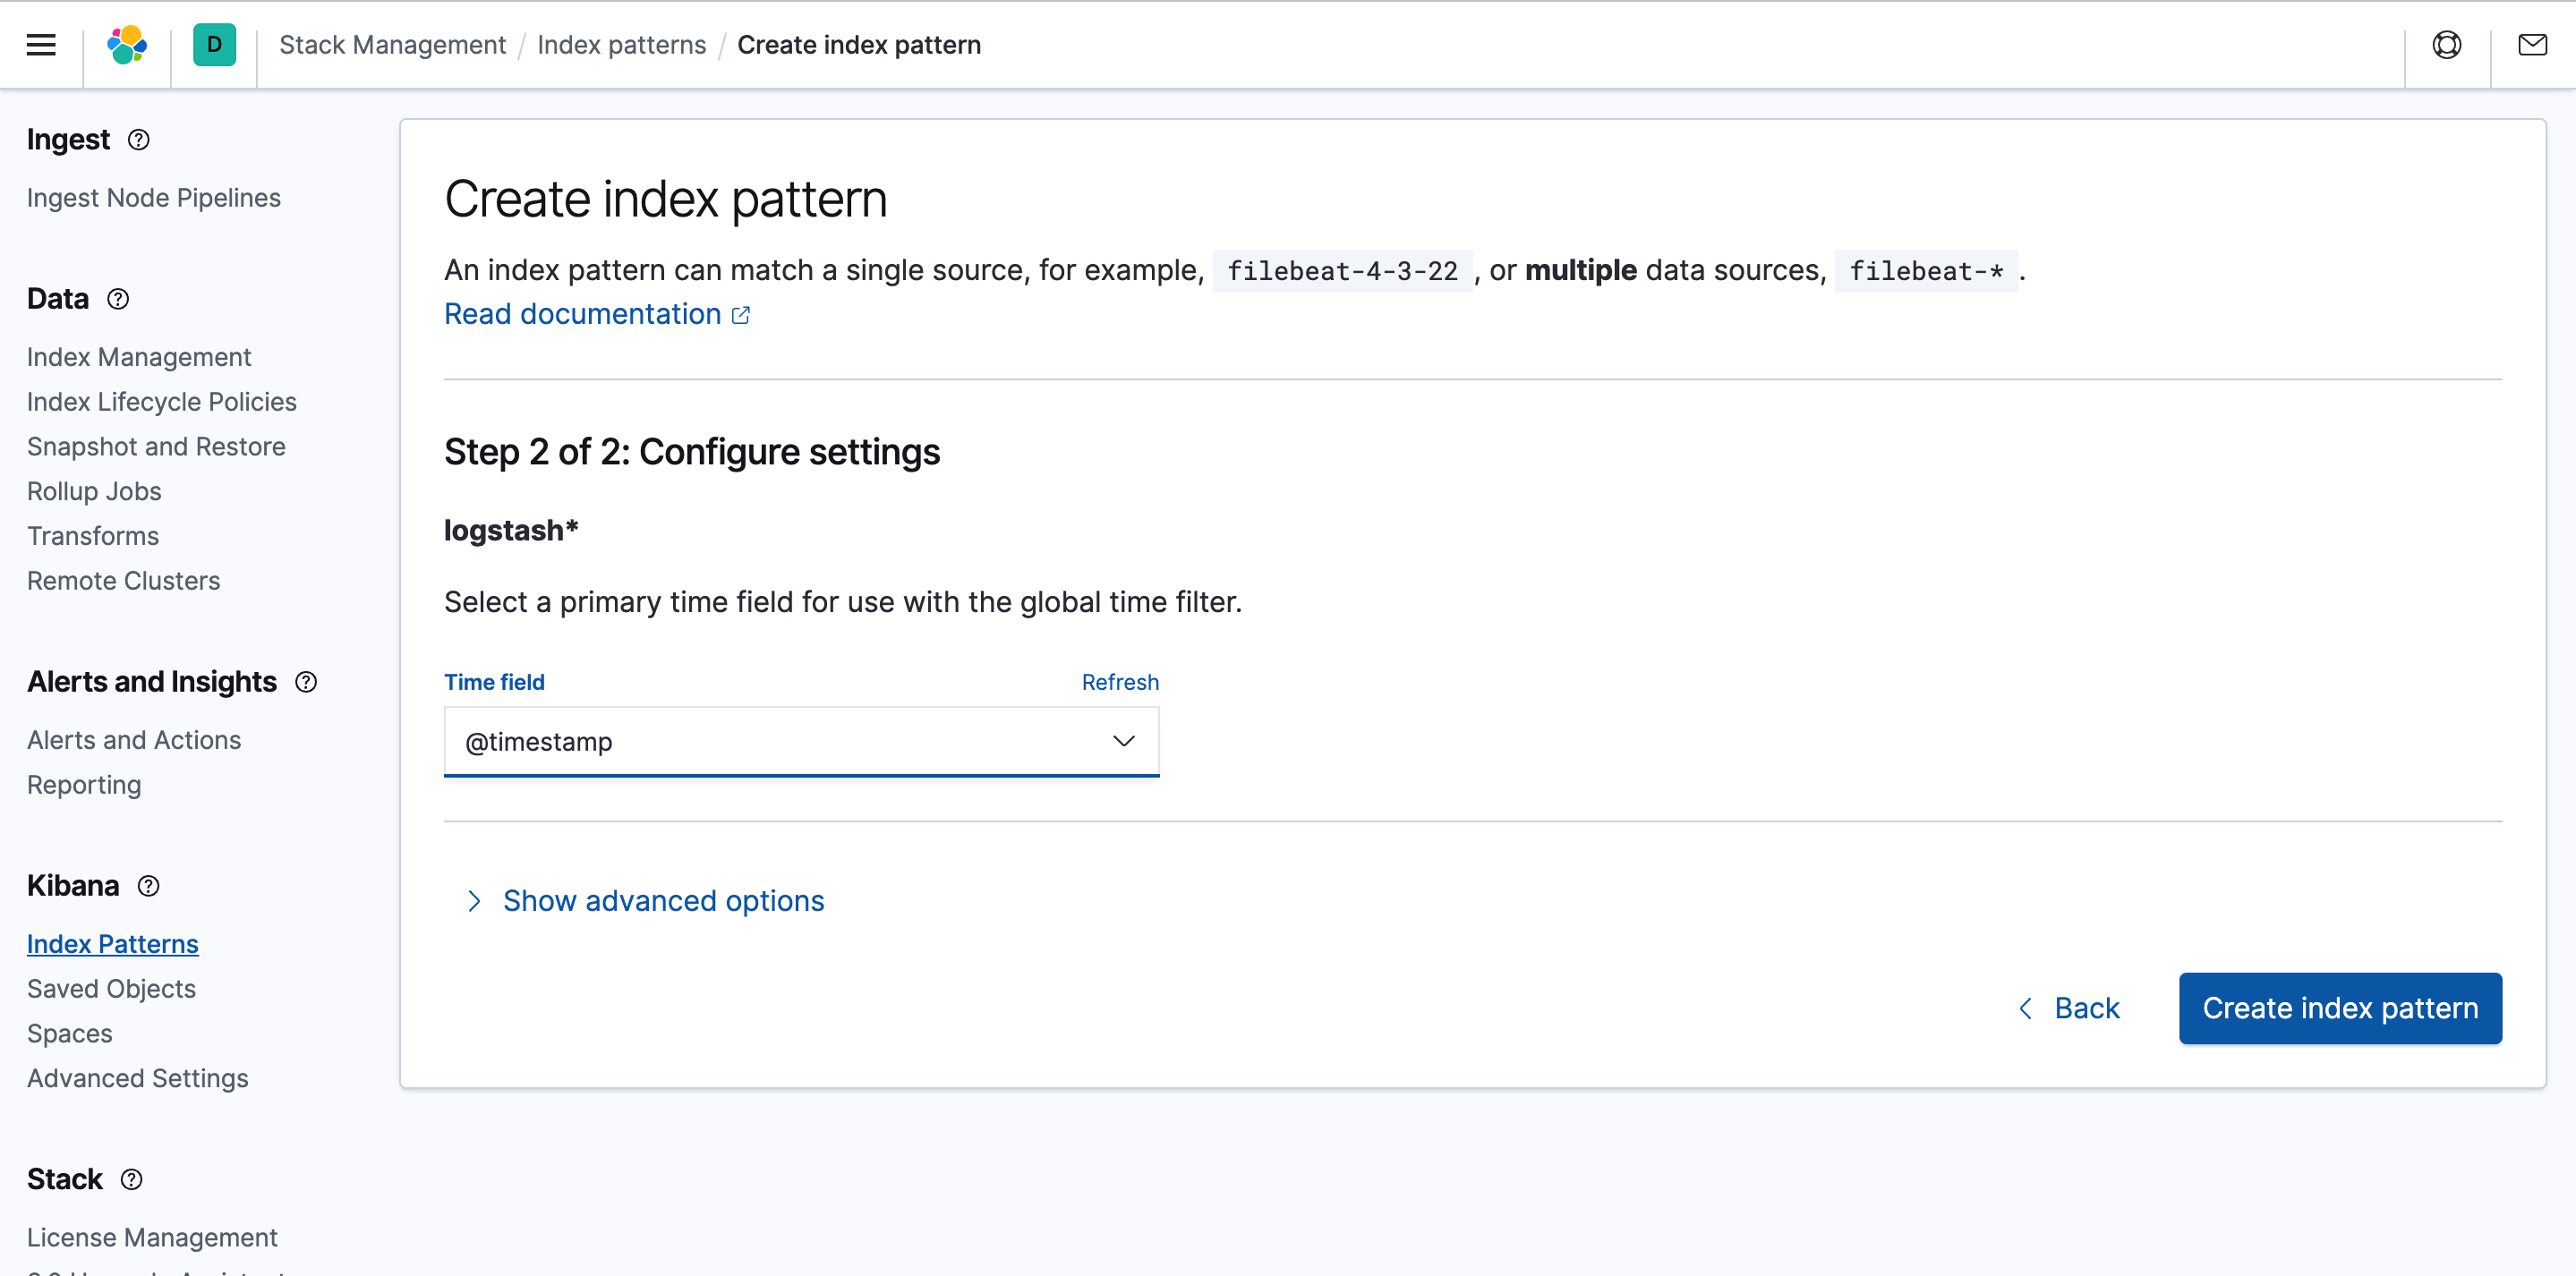 D
Stack Management / Index patterns / Create index pattern
Ingest
Ingest Node Pipelines
Data
Index Management
Index Lifecycle Policies
Snapshot and Restore
Rollup Jobs
Transforms
Remote Clusters
Alerts and Insights
Alerts and Actions
Reporting
Kibana
Index Patterns
Saved Objects
Spaces
Advanced Settings
Stack
License Management
Create index pattern
An index pattern can match a single source, for example, filebeat-4-3-22 , or multiple data sources, filebeat-* .
Read documentation
Step 2 of 2: Configure settings
logstash*
Select a primary time field for use with the global time filter.
Time field Refresh
@timestamp
Show advanced options
Back Create index pattern